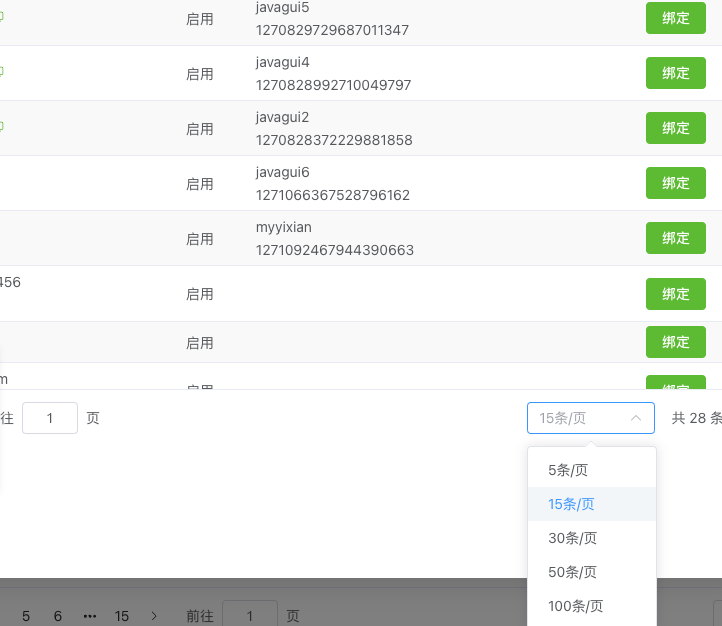 启用
javagui5
1270829729687011347
绑定
启用
javagui4
1270828992710049797
绑定
启用
javagui2
1270828372229881858
绑定
启用
javagui6
1271066367528796162
绑定
启用
myyixian
1271092467944390663
绑定
456
启用
绑定
启用
绑定
m
启用
绑定
往 1 页
15条/页
共 28 条
5条/页
15条/页
30条/页
50条/页
100条/页
5 6 ••• 15 > 前往 1 页